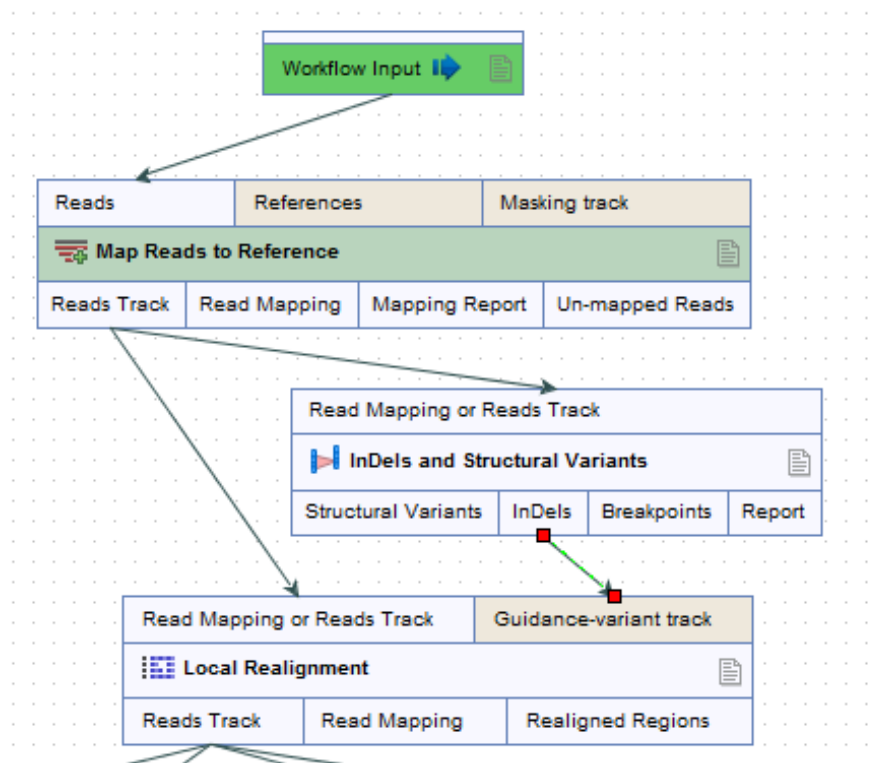 Workflow Input
Reads References Masking track
Map Reads to Reference
Reads Track Read Mapping Mapping Report Un-mapped Reads
Read Mapping or Reads Track
InDels and Structural Variants
Structural Variants InDels Breakpoints Report
Read Mapping or Reads Track Guidance-variant track
Local Realignment
Reads Track Read Mapping Realigned Regions